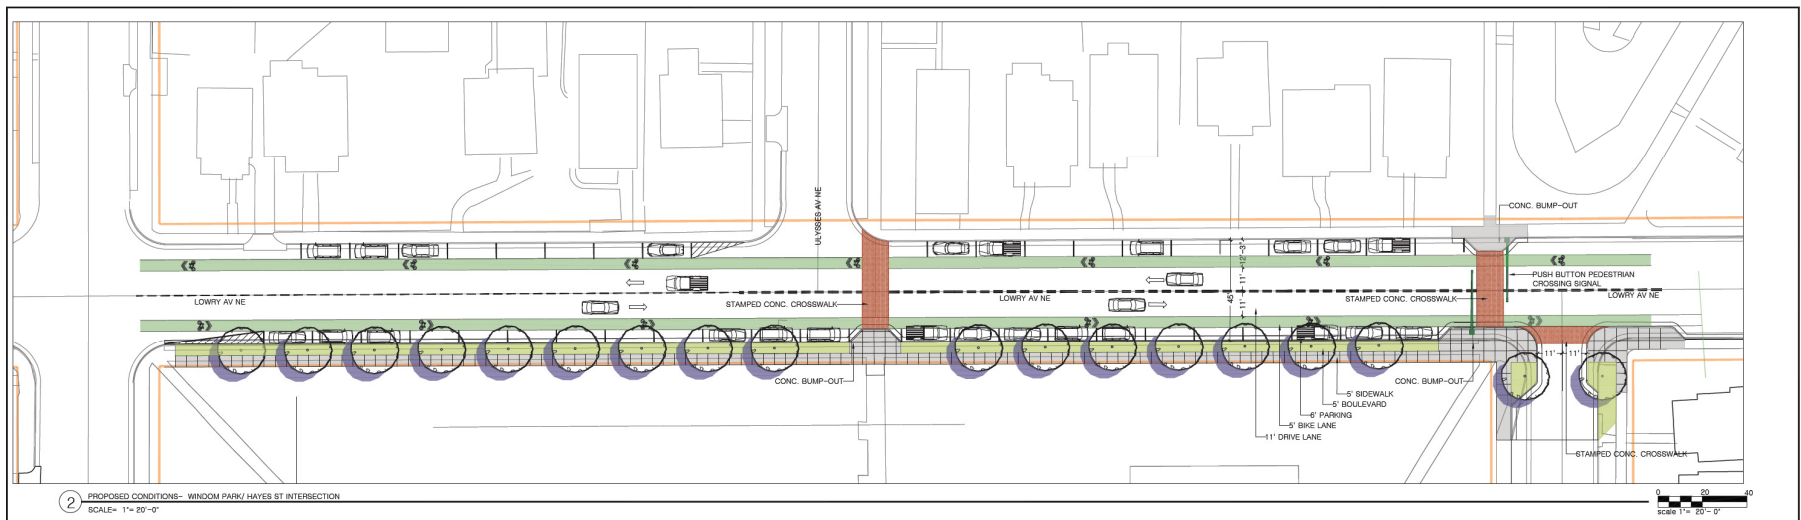 CONC. BUMP-OUT
ULYSSES AV NE
12'-3"
11'
11'
45'
PUSH BUTTON PEDESTRIAN
CROSSING SIGNAL
LOWRY AV NE
STAMPED CONC. CROSSWALK
LOWRY AV NE
STAMPED CONC. CROSSWALK
LOWRY AV NE
11'
11'
CONC. BUMP-OUT
CONC. BUMP-OUT
5' SIDEWALK
5' BOULEVARD
6' PARKING
5' BIKE LANE
11' DRIVE LANE
STAMPED CONC. CROSSWALK
2
PROPOSED CONDITIONS- WINDOM PARK/ HAYES ST INTERSECTION
SCALE= 1"= 20'-0"
0 20 40
scale 1"= 20'- 0"